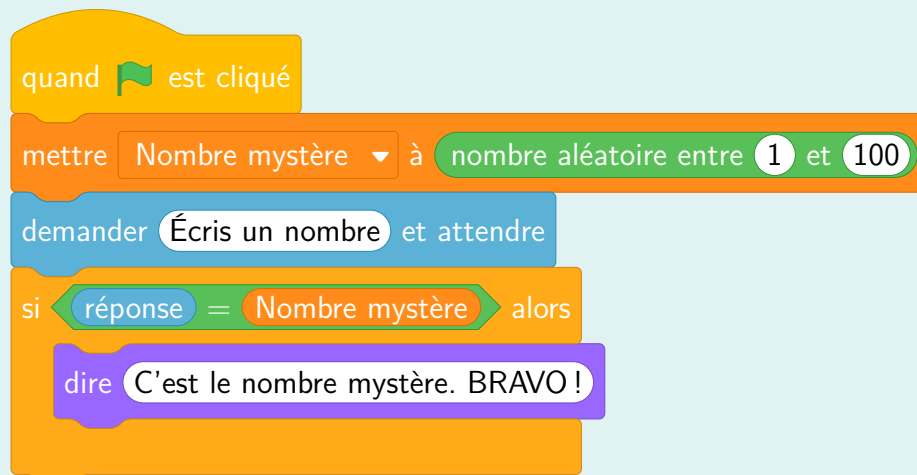 quand est cliqué
mettre Nombre mystère à nombre aléatoire entre 1 et 100
demander Écris un nombre et attendre
si réponse = Nombre mystère alors
dire C'est le nombre mystère. BRAVO !